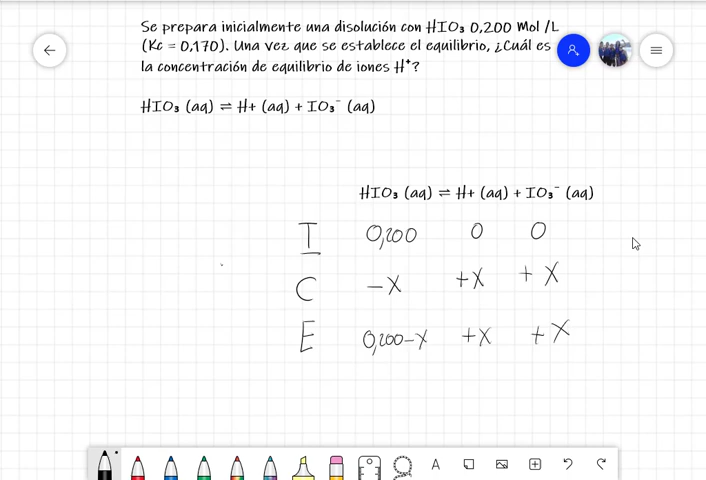 Se prepara inicialmente una disolución con HIO₃ 0,200 Mol /L
(Kc = 0,170). Una vez que se establece el equilibrio, ¿Cuál es
la concentración de equilibrio de iones H⁺?
HIO₃ (aq) ⇌ H+ (aq) + IO₃⁻ (aq)
HIO₃ (aq) ⇌ H+ (aq) + IO₃⁻ (aq)
I 0,200 0 0
C -X +X +X
E 0,200-X +X +X
A